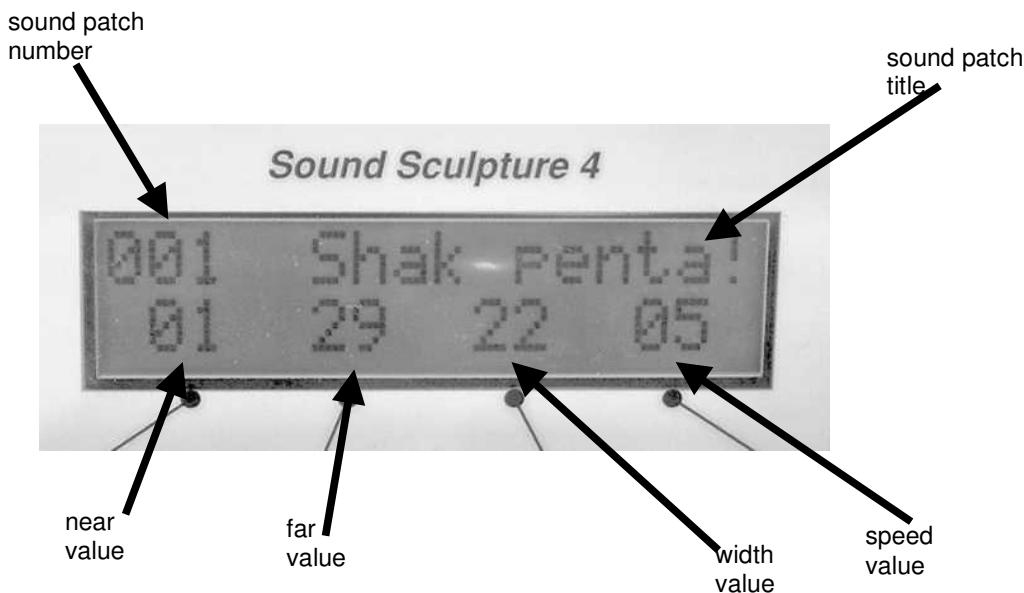 sound patch
number
sound patch
title
Sound Sculpture 4
001 Shak penta!
01 29 22 05
near
value
far
value
width
value
speed
value